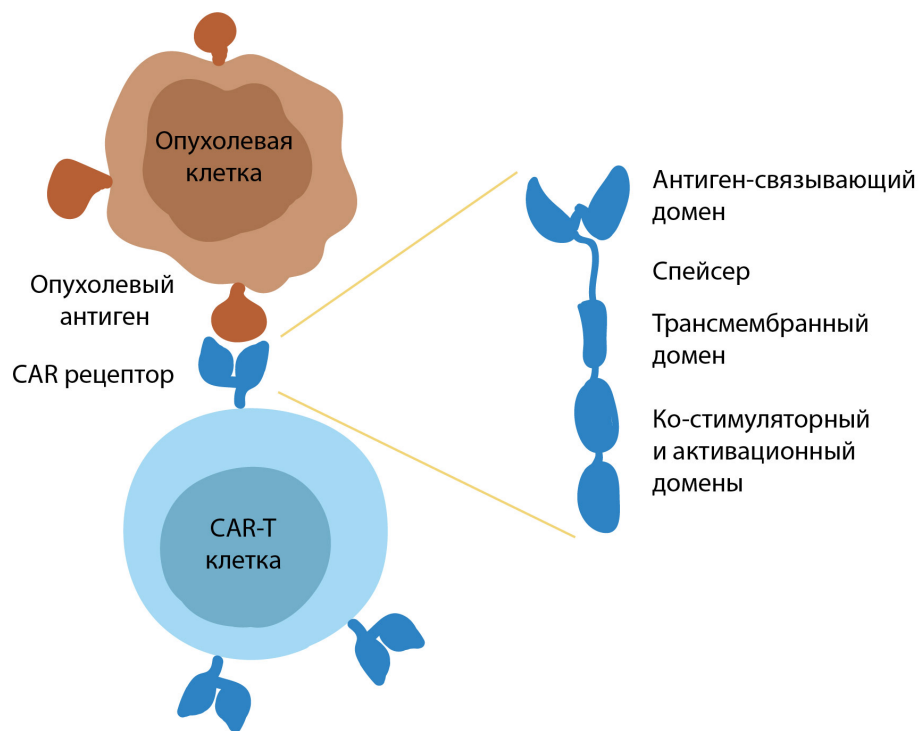 Опухолевая
клетка
Опухолевый
антиген
CAR рецептор
CAR-T
клетка
Антиген-связывающий
домен
Спейсер
Трансмембранный
домен
Ко-стимуляторный
и активационный
домены